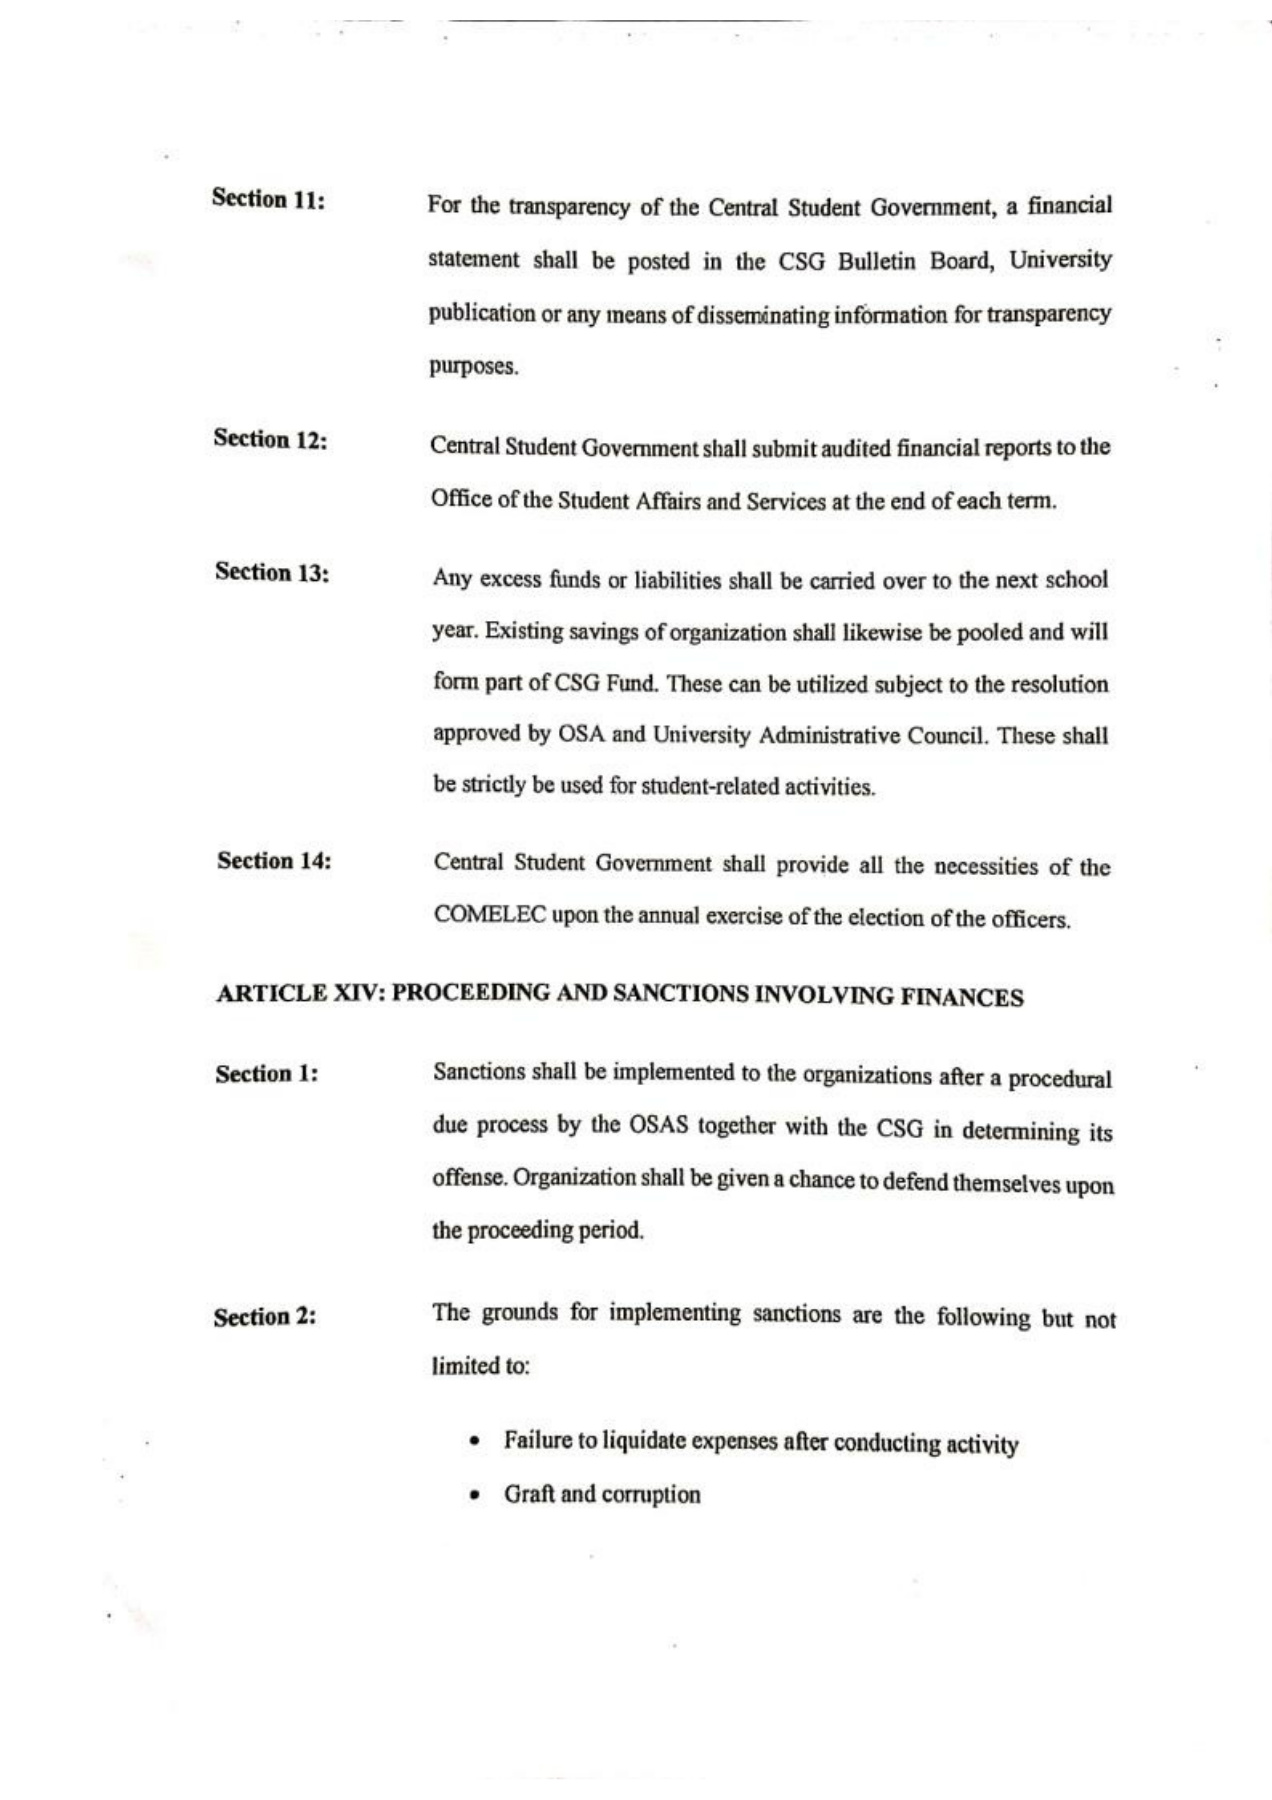 Section 11: For the transparency of the Central Student Government, a financial
statement shall be posted in the CSG Bulletin Board, University
publication or any means of disseminating information for transparency
purposes.
Section 12: Central Student Government shall submit audited financial reports to the
Office of the Student Affairs and Services at the end of each term.
Section 13: Any excess funds or liabilities shall be carried over to the next school
year. Existing savings of organization shall likewise be pooled and will
form part of CSG Fund. These can be utilized subject to the resolution
approved by OSA and University Administrative Council. These shall
be strictly be used for student-related activities.
Section 14: Central Student Government shall provide all the necessities of the
COMELEC upon the annual exercise of the election of the officers.
ARTICLE XIV: PROCEEDING AND SANCTIONS INVOLVING FINANCES
Section 1: Sanctions shall be implemented to the organizations after a procedural
due process by the OSAS together with the CSG in determining its
offense. Organization shall be given a chance to defend themselves upon
the proceeding period.
Section 2: The grounds for implementing sanctions are the following but not
limited to:
• Failure to liquidate expenses after conducting activity
• Graft and corruption